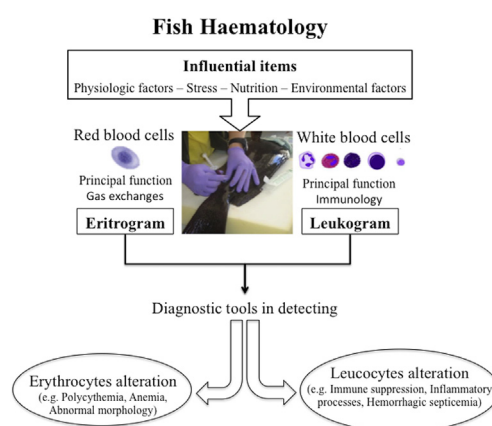 Fish Haematology
Influential items
Physiologic factors – Stress – Nutrition – Environmental factors
Red blood cells
Principal function
Gas exchanges
Eritrogram
White blood cells
Principal function
Immunology
Leukogram
Diagnostic tools in detecting
Erythrocytes alteration
(e.g. Polycythemia, Anemia,
Abnormal morphology)
Leucocytes alteration
(e.g. Immune suppression, Inflammatory
processes, Hemorrhagic septicemia)